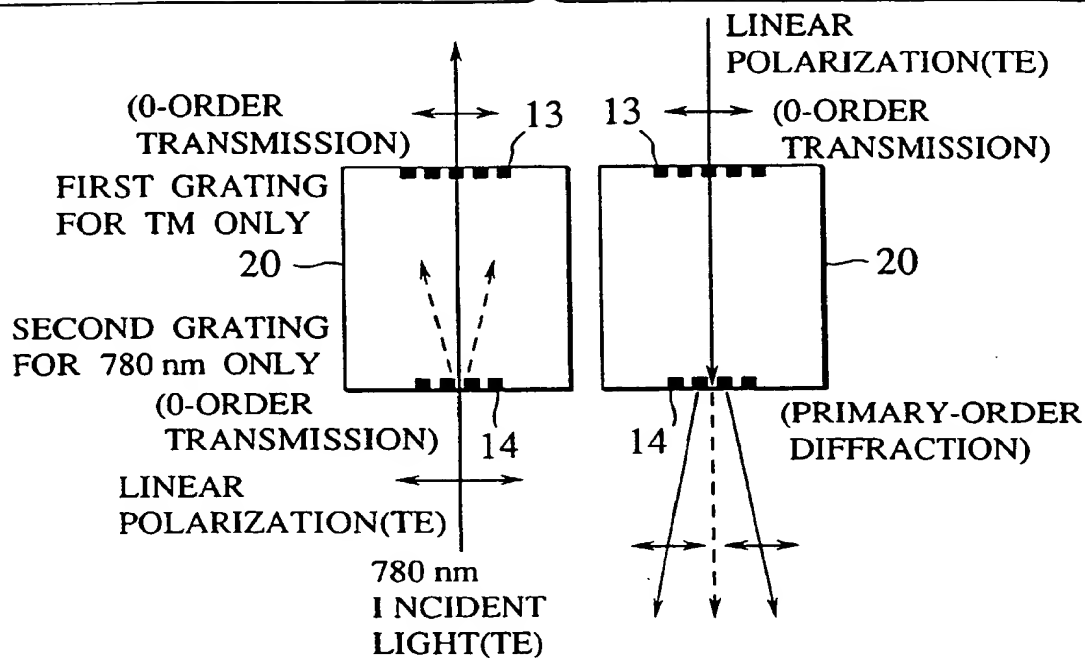 (0-ORDER
TRANSMISSION)
13
FIRST GRATING
FOR TM ONLY
20
SECOND GRATING
FOR 780 nm ONLY
(0-ORDER
TRANSMISSION)
14
LINEAR
POLARIZATION(TE)
780 nm
I NCIDENT
LIGHT(TE)
LINEAR
POLARIZATION(TE)
13
(0-ORDER
TRANSMISSION)
20
14
(PRIMARY-ORDER
DIFFRACTION)